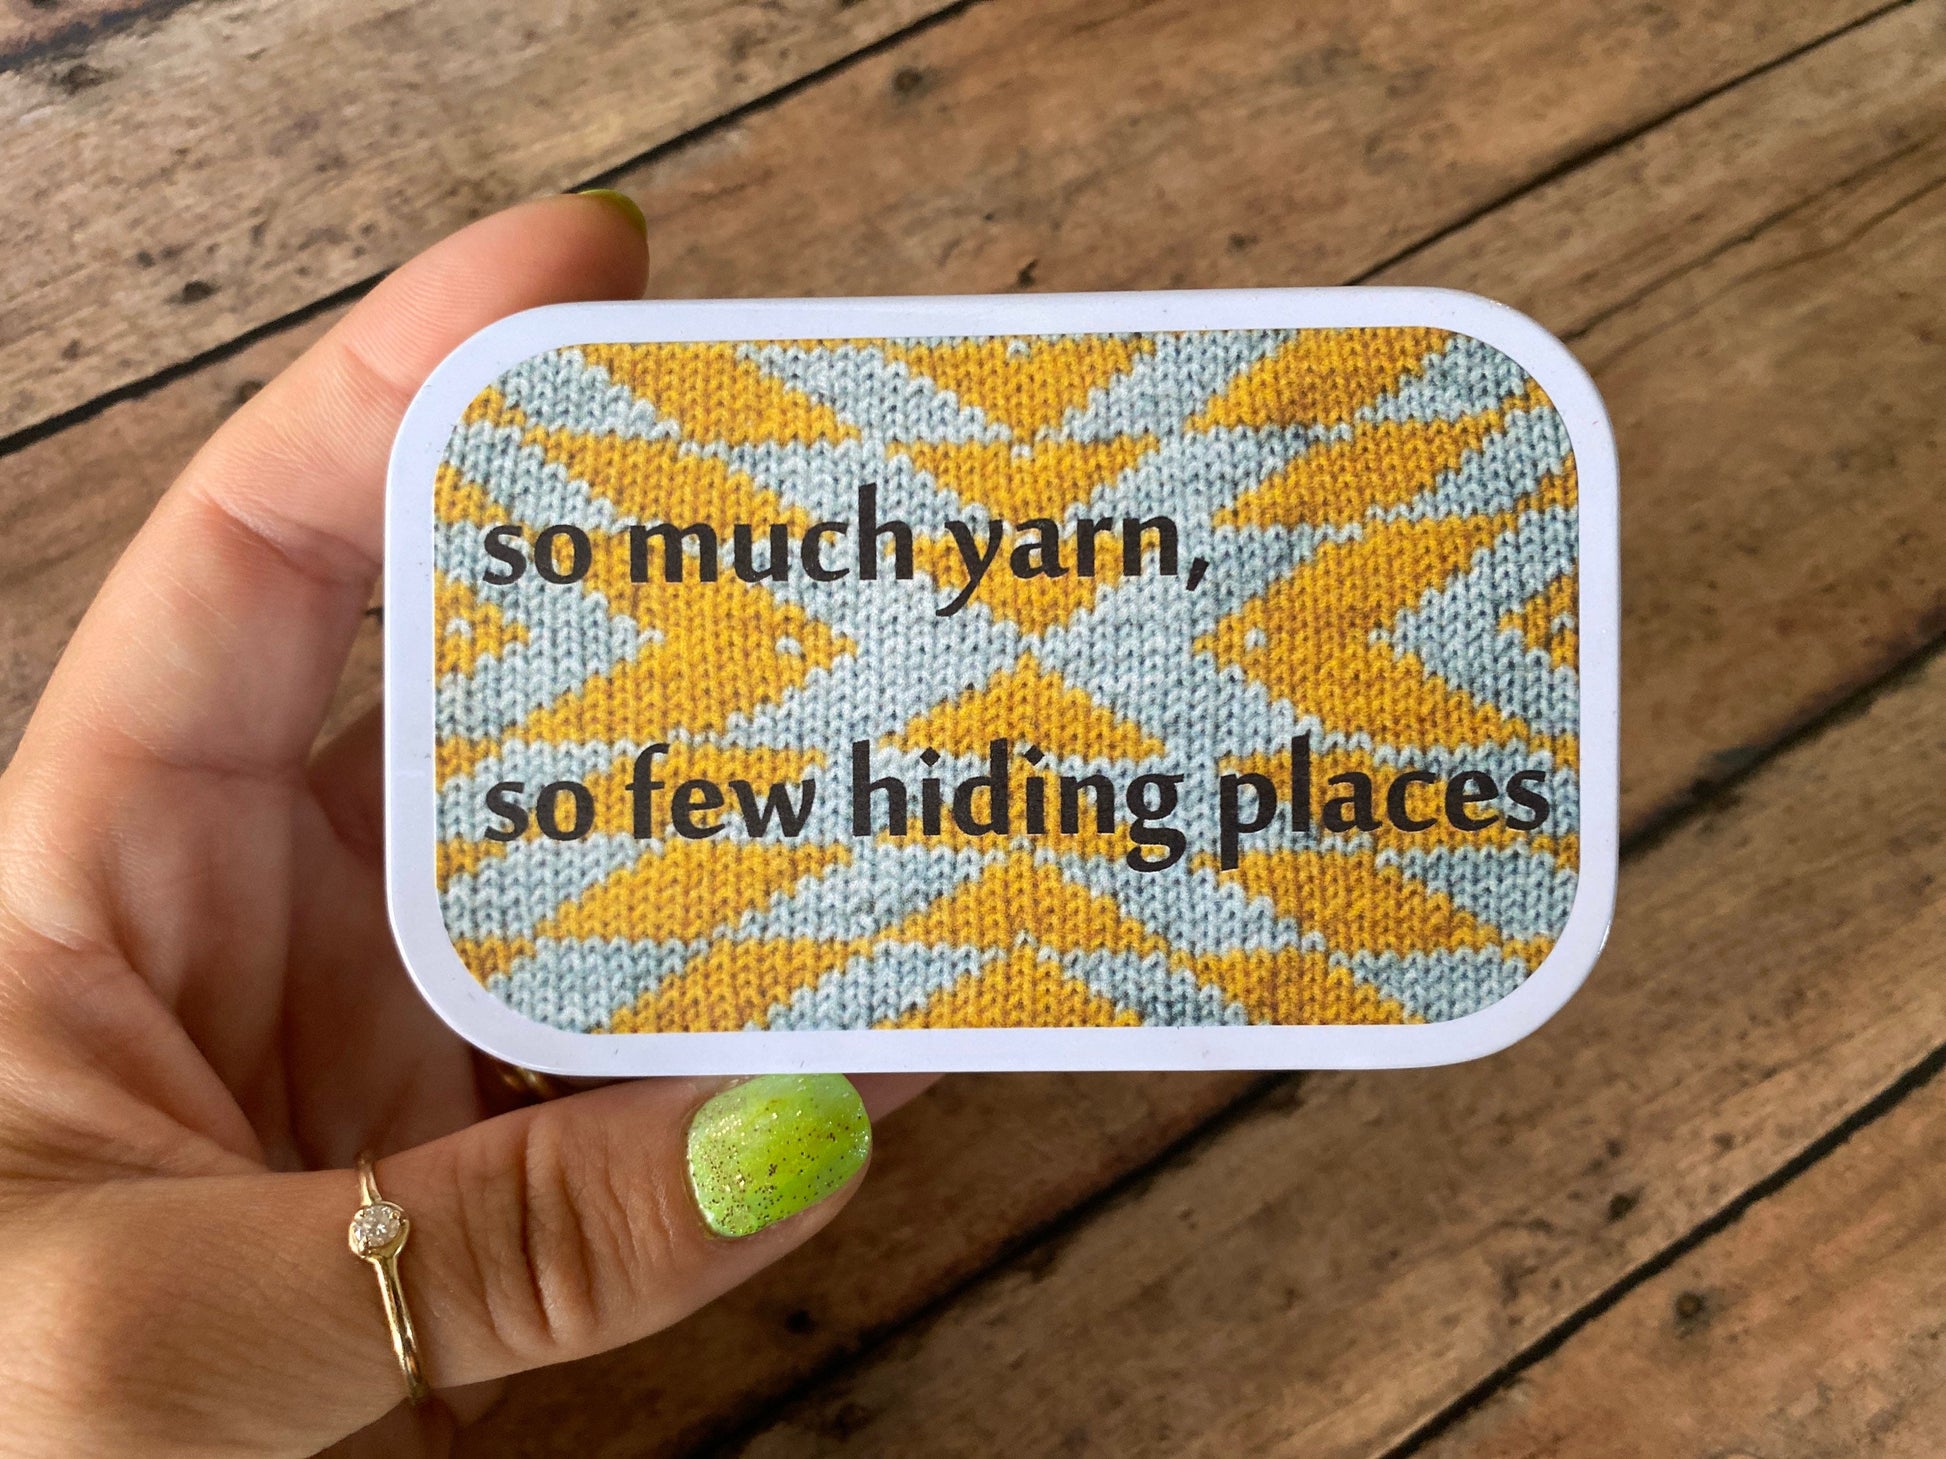 so much yarn,
so few hiding places